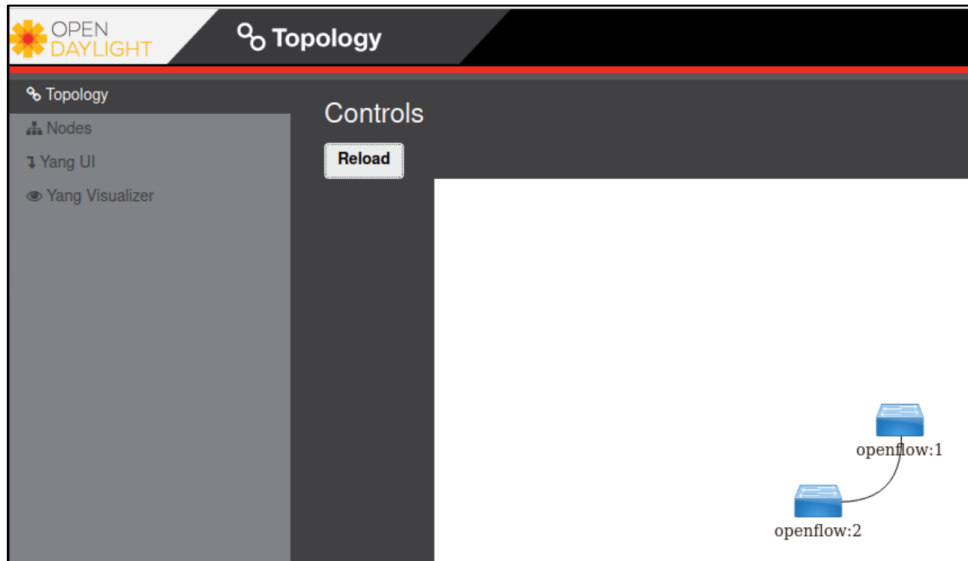 OPEN
DAYLIGHT
Topology
Topology
Nodes
Yang UI
Yang Visualizer
Controls
Reload
openflow:1
openflow:2